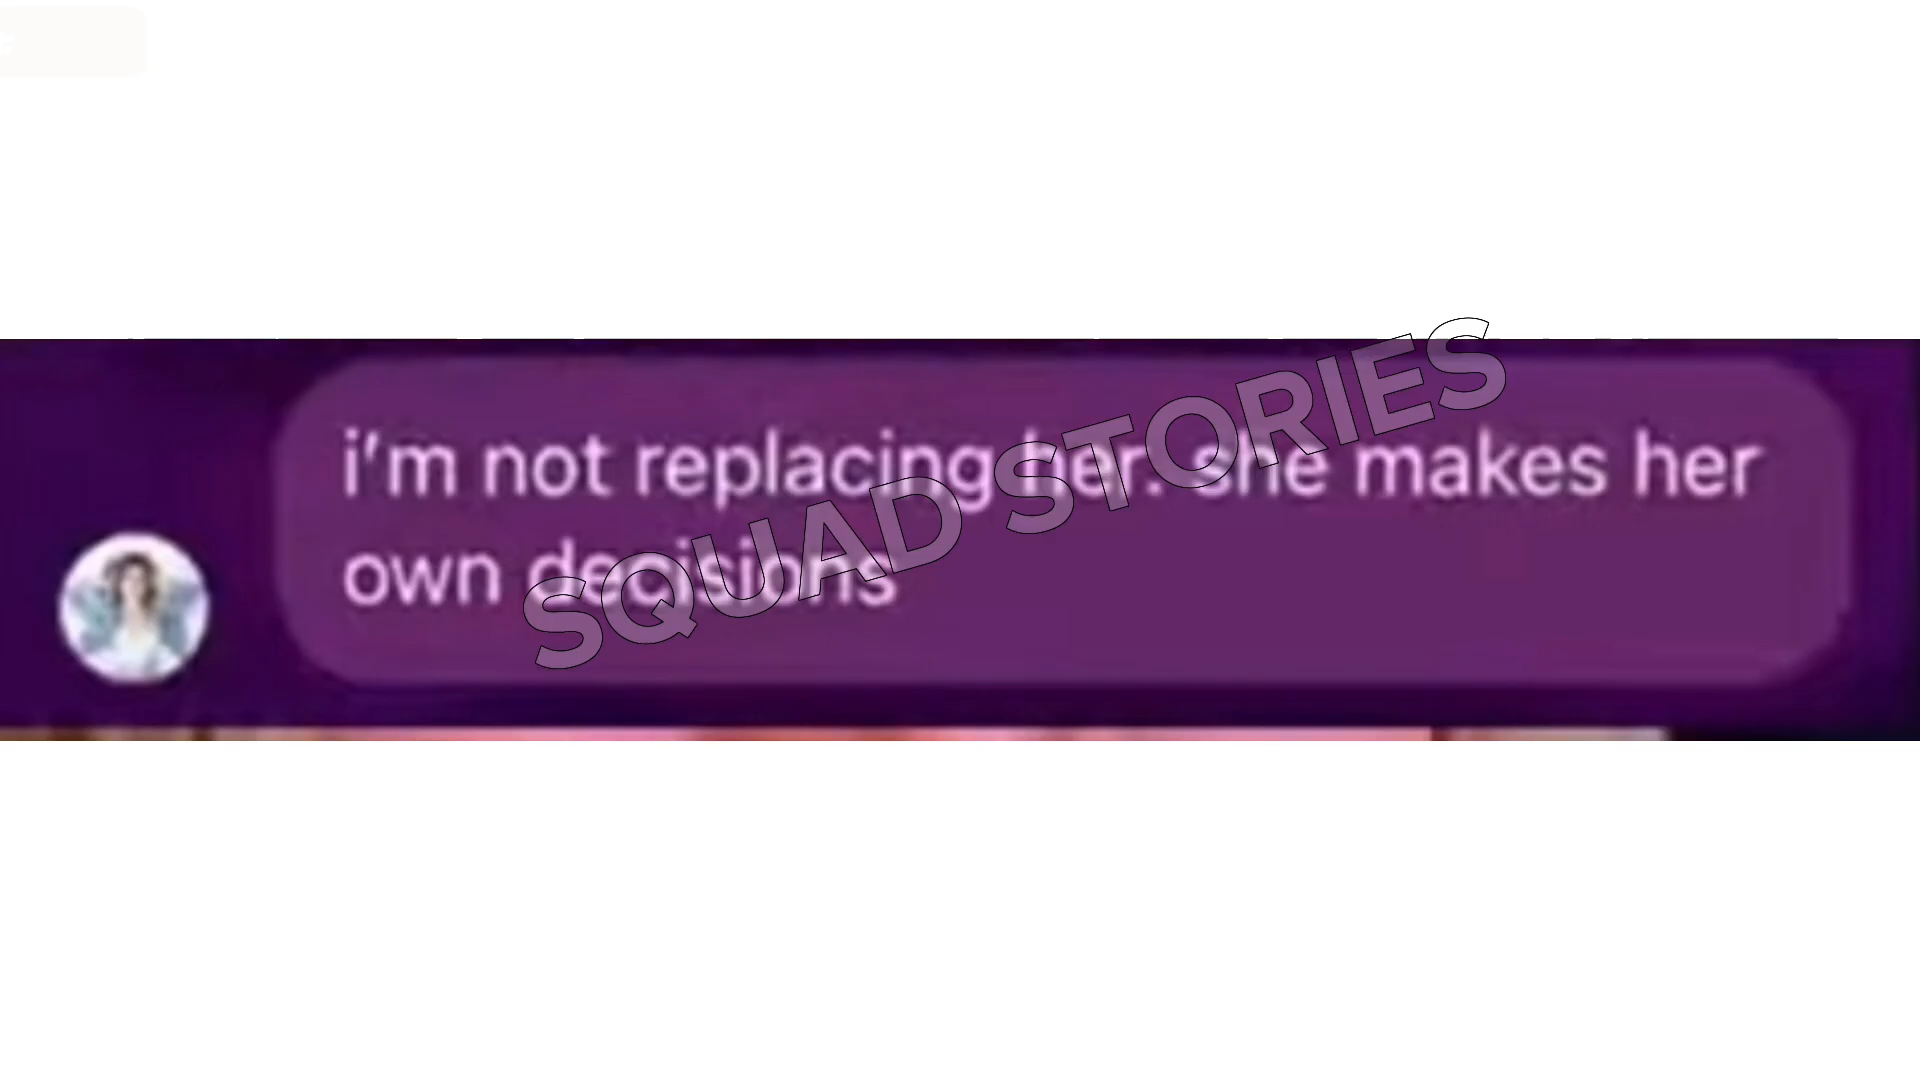 i'm not replacing her. she makes her
own decisions
SQUAD STORIES